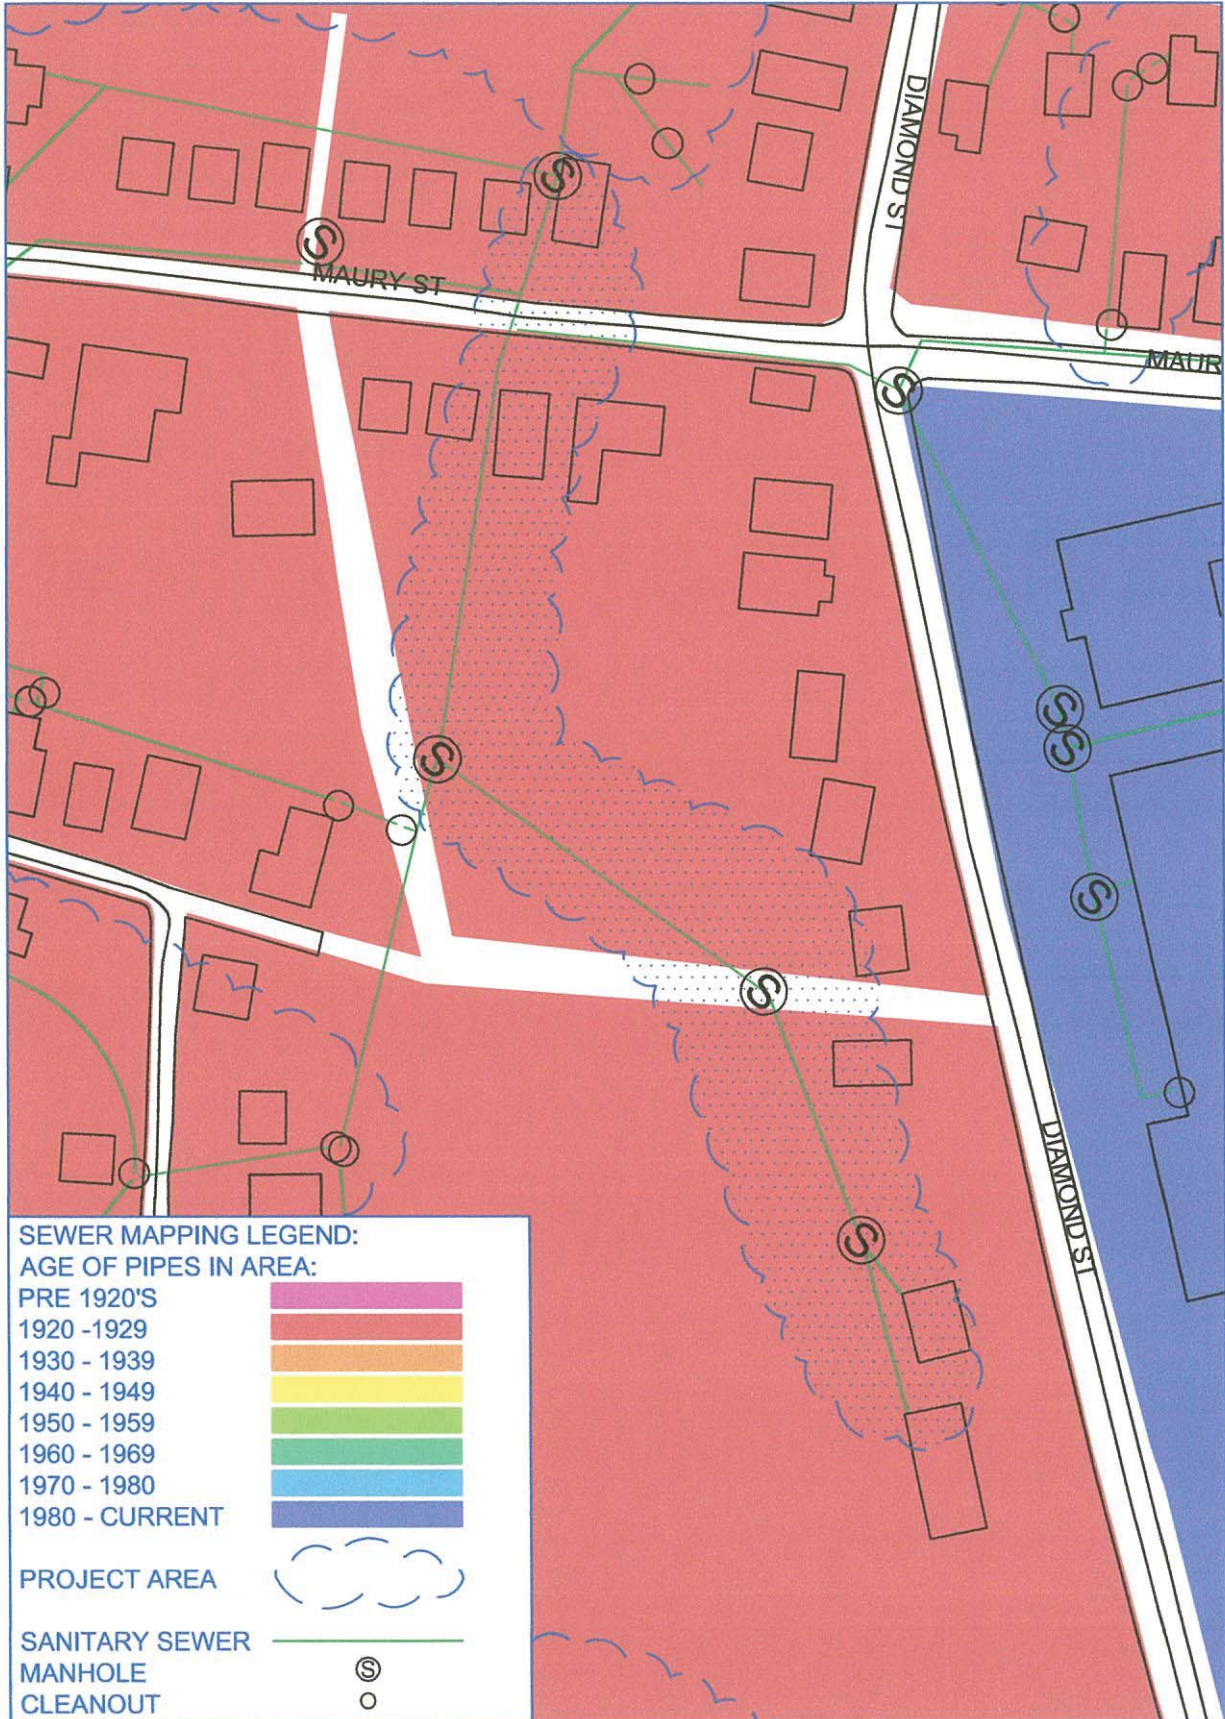 DIAMOND ST
S
S
MAURY ST
MAUR
S
S
S
S
S
S
DIAMOND ST
S
SEWER MAPPING LEGEND:
AGE OF PIPES IN AREA:
PRE 1920'S
1920 -1929
1930 - 1939
1940 - 1949
1950 - 1959
1960 - 1969
1970 - 1980
1980 - CURRENT
PROJECT AREA
SANITARY SEWER
MANHOLE S
CLEANOUT